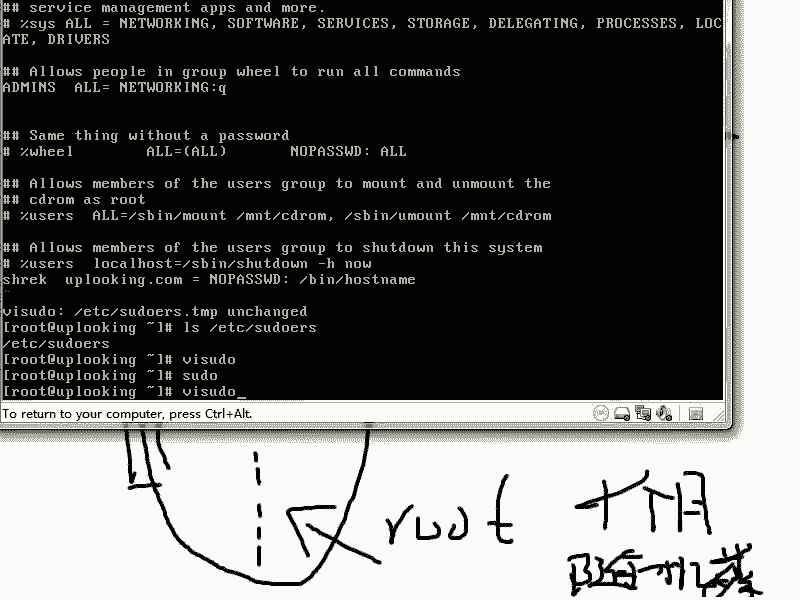 ## service management apps and more.
# %sys ALL = NETWORKING, SOFTWARE, SERVICES, STORAGE, DELEGATING, PROCESSES, LOC
ATE, DRIVERS
## Allows people in group wheel to run all commands
ADMINS  ALL= NETWORKING:q
## Same thing without a password
# %wheel        ALL=(ALL)       NOPASSWD: ALL
## Allows members of the users group to mount and unmount the
## cdrom as root
# %users  ALL=/sbin/mount /mnt/cdrom, /sbin/umount /mnt/cdrom
## Allows members of the users group to shutdown this system
# %users  localhost=/sbin/shutdown -h now
shrek  uplooking.com = NOPASSWD: /bin/hostname
visudo: /etc/sudoers.tmp unchanged
[root@uplooking ~]# ls /etc/sudoers
/etc/sudoers
[root@uplooking ~]# visudo
[root@uplooking ~]# sudo
[root@uplooking ~]# visudo_
To return to your computer, press Ctrl+Alt.
root
十个月